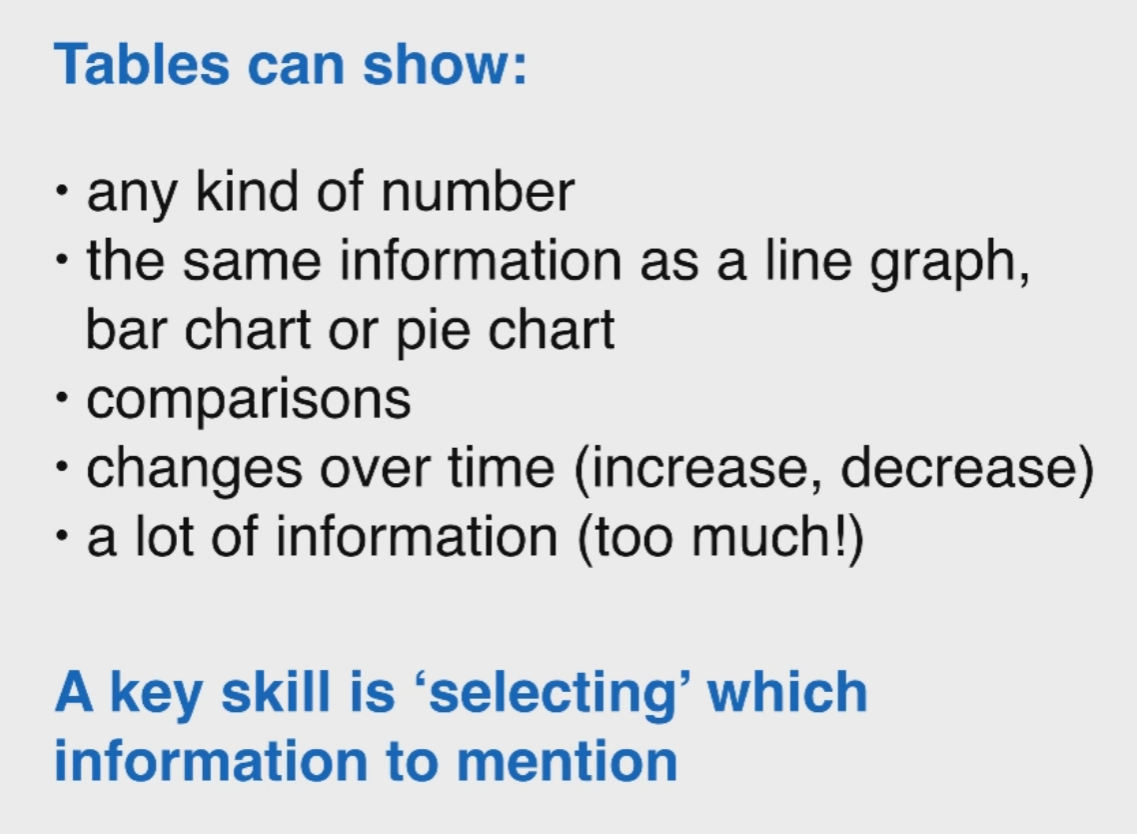 Tables can show:
· any kind of number
· the same information as a line graph,
bar chart or pie chart
· comparisons
· changes over time (increase, decrease)
· a lot of information (too much!)
A key skill is ‘selecting’ which
information to mention